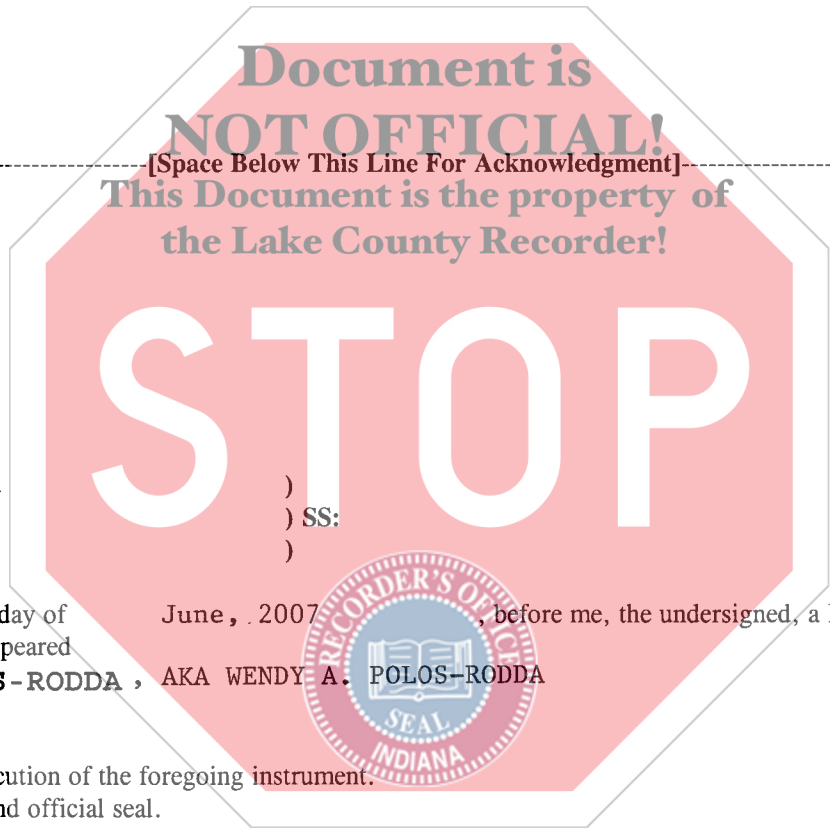 Document is
NOT OFFICIAL!
[Space Below This Line For Acknowledgment]
This Document is the property of
the Lake County Recorder!
STOP
)
) SS:
)
day of June, 2007 , before me, the undersigned, a
peared
-RODDA , AKA WENDY A. POLOS-RODDA
RECORDER'S OFFICE
SEAL
INDIANA
cution of the foregoing instrument.
nd official seal.